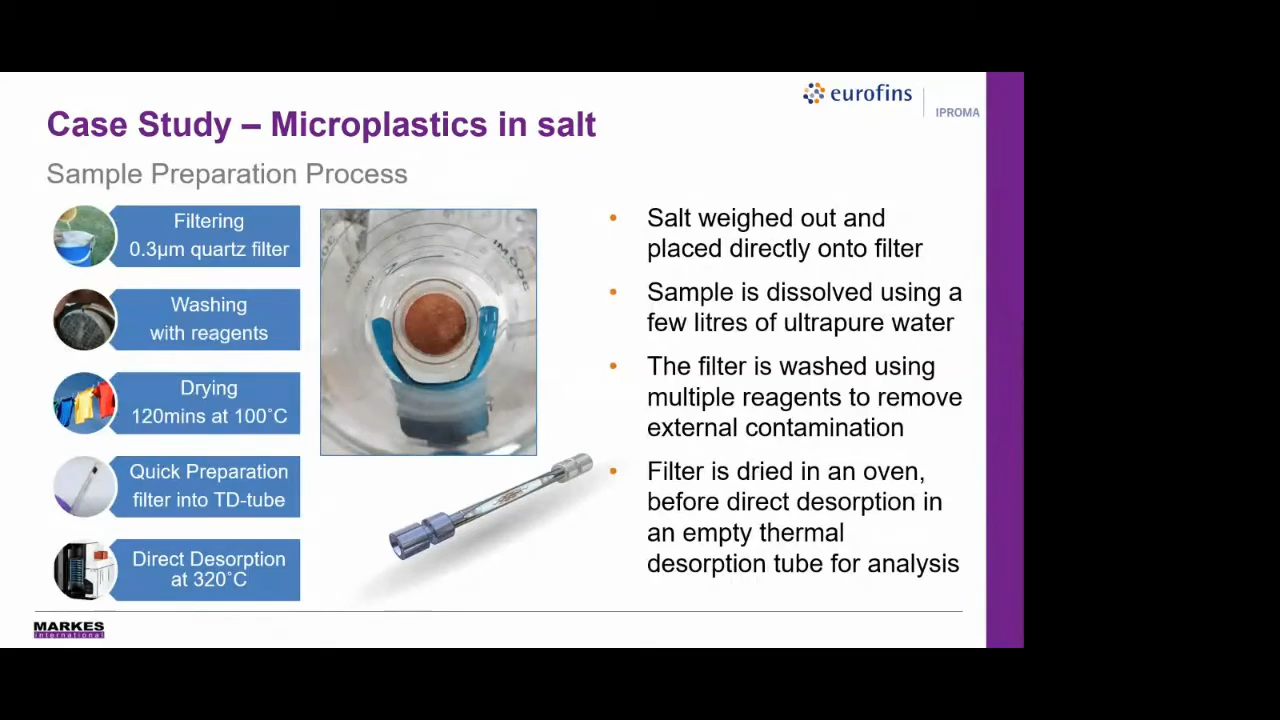 eurofins
IPROMA
Case Study – Microplastics in salt
Sample Preparation Process
Filtering
0.3µm quartz filter
Washing
with reagents
Drying
120mins at 100˚C
Quick Preparation
filter into TD-tube
Direct Desorption
at 320˚C
Salt weighed out and
placed directly onto filter
Sample is dissolved using a
few litres of ultrapure water
The filter is washed using
multiple reagents to remove
external contamination
Filter is dried in an oven,
before direct desorption in
an empty thermal
desorption tube for analysis
MARKES
international